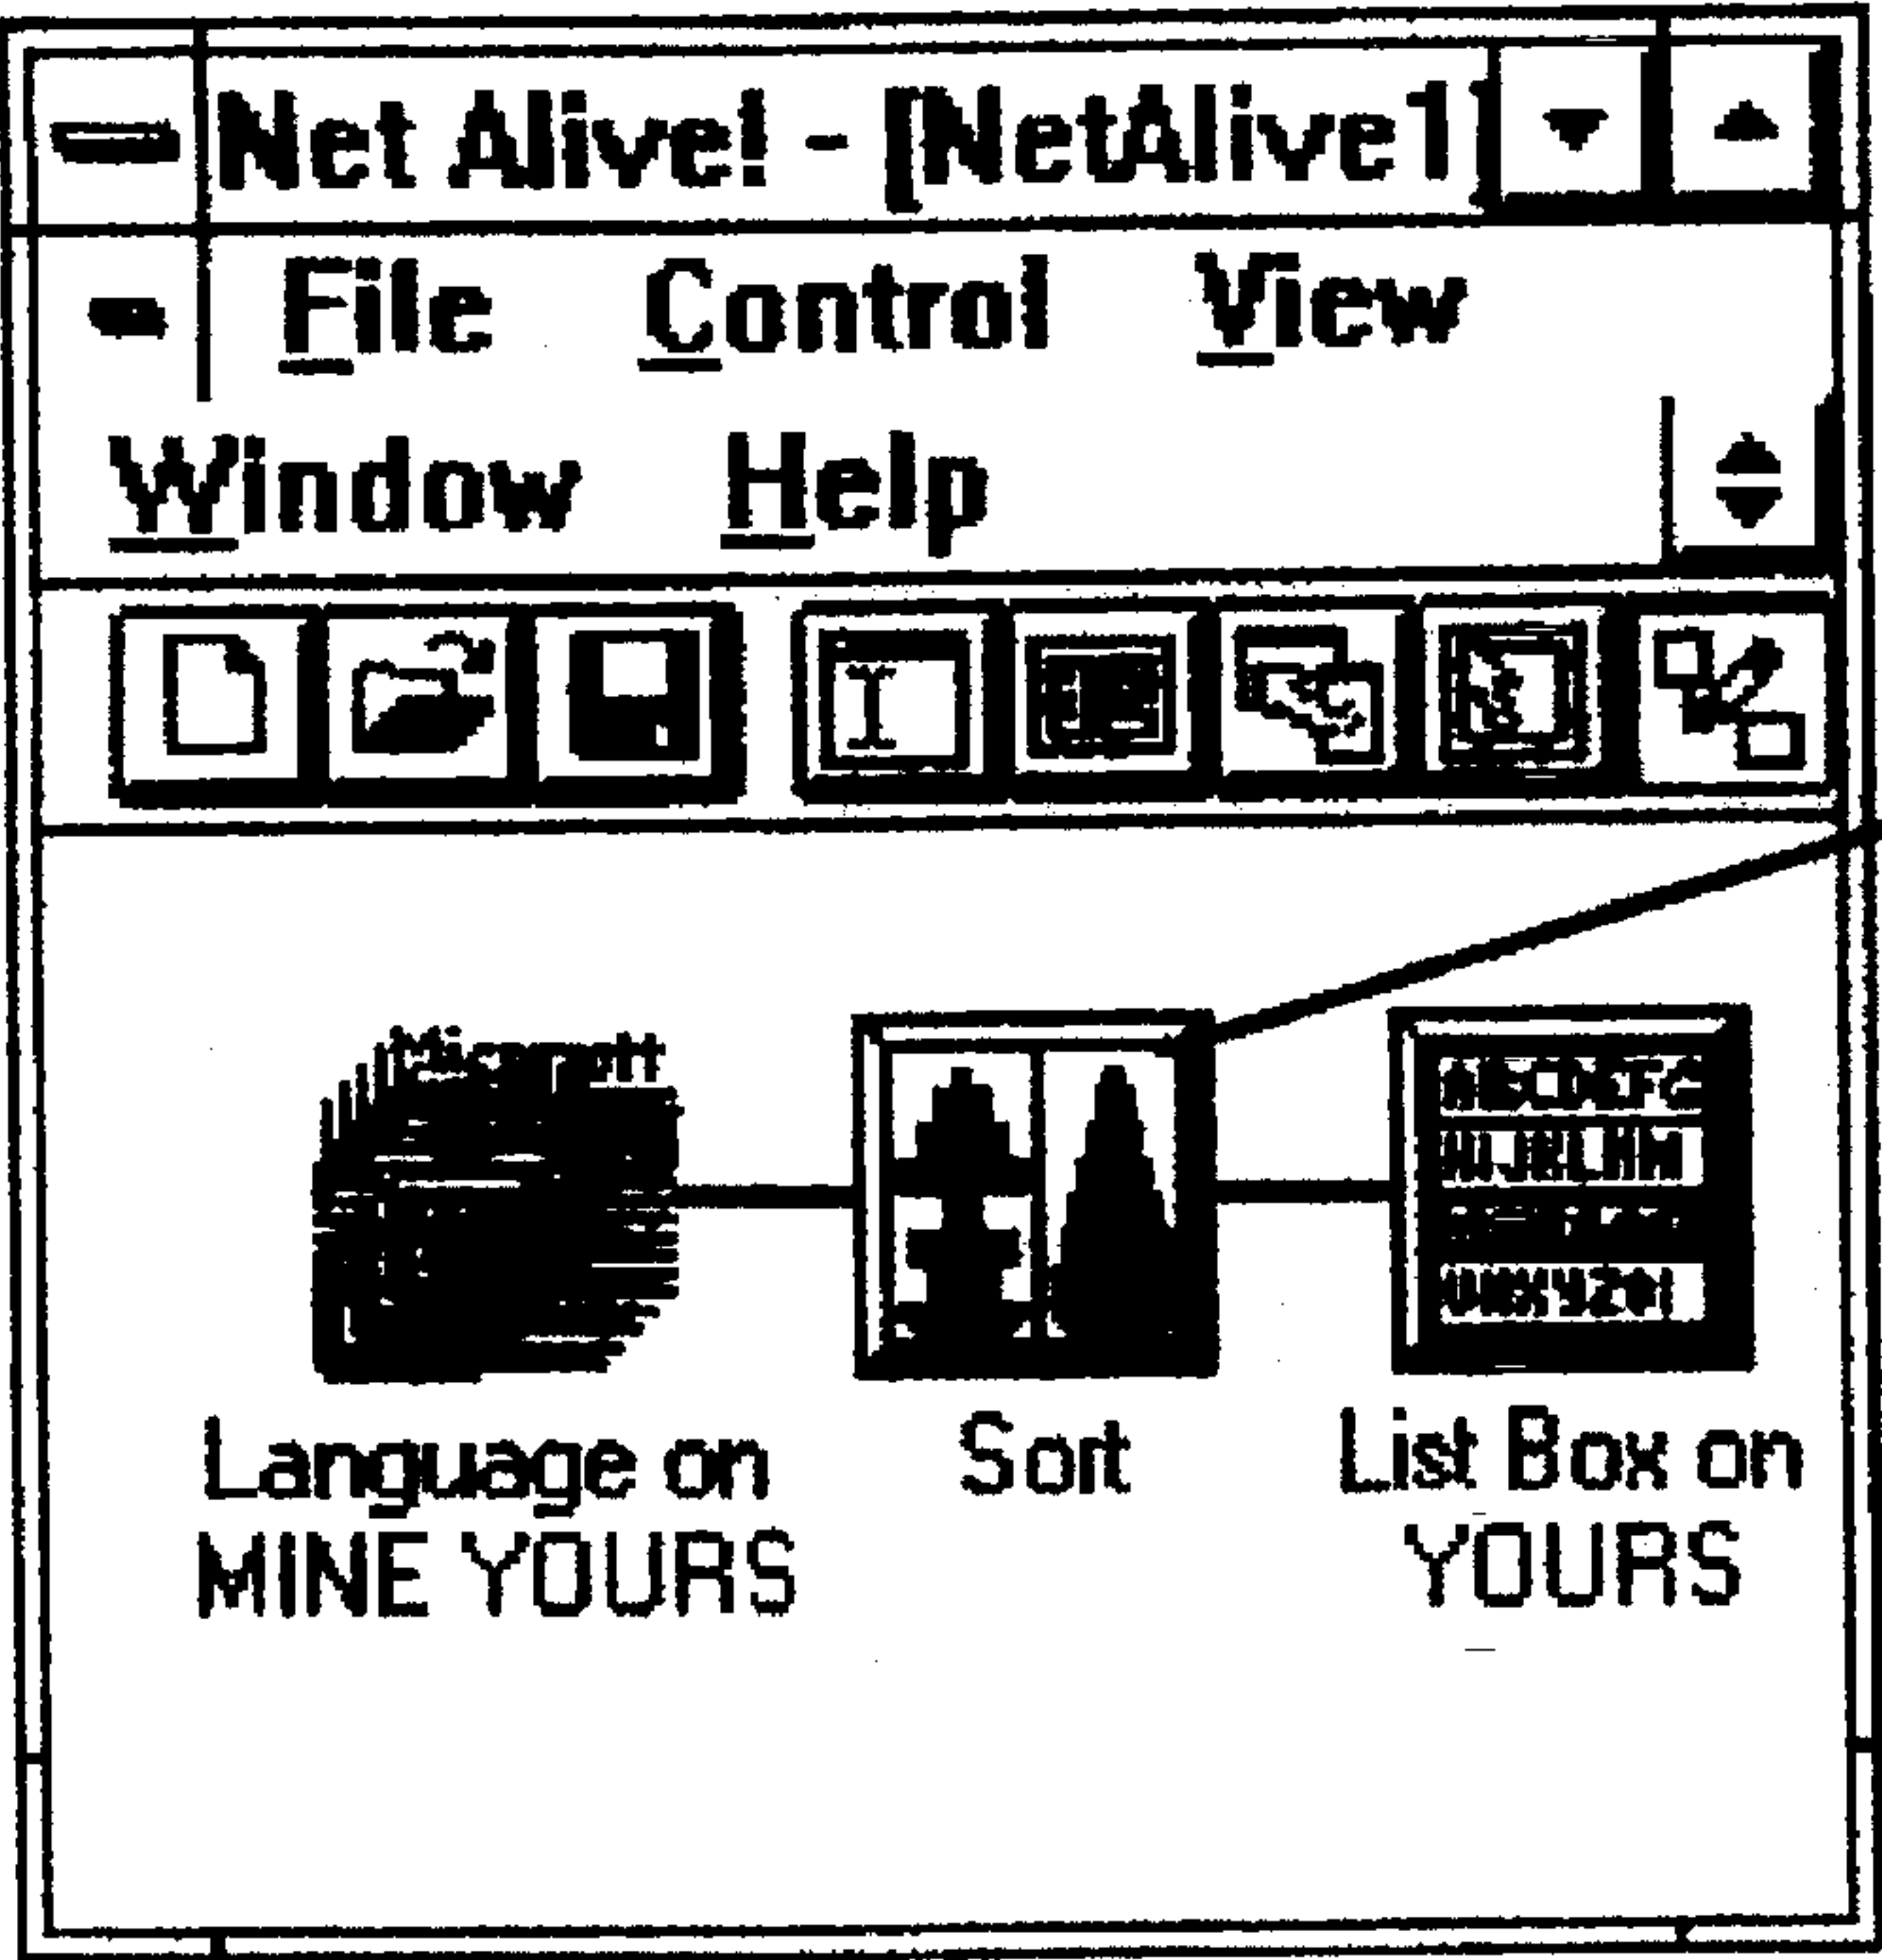 Net Alive! - [NetAlive1
File Control View
Window Help
Language on Sort List Box on
MINE YOURS YOURS